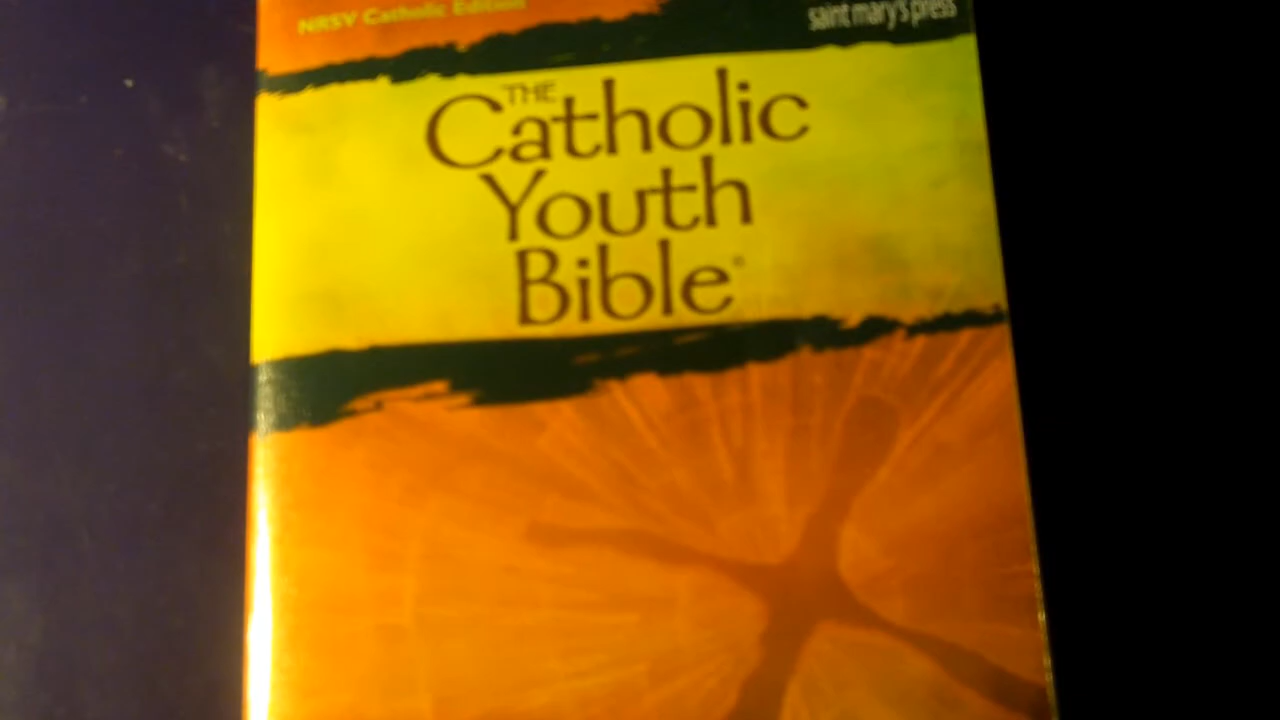 NRSV Catholic Edition
saint mary's press
THE
Catholic
Youth
Bible®